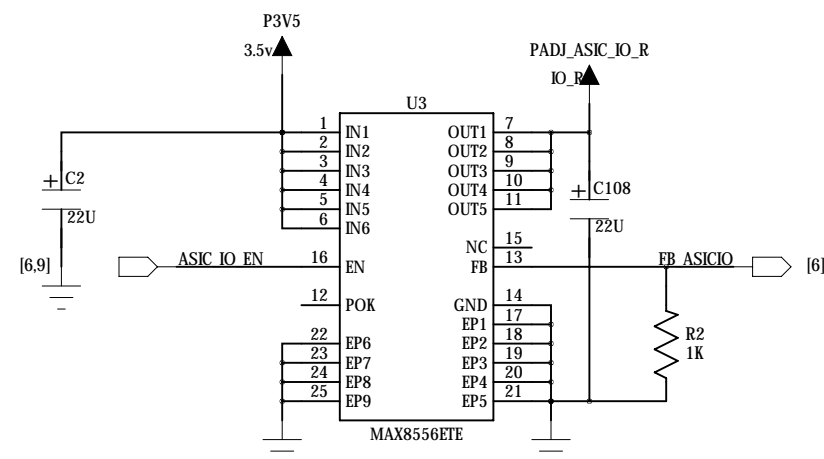 P3V5
3.5v
PADJ_ASIC_IO_R
IO_R
U3
1 IN1 OUT1 7
2 IN2 OUT2 8
3 IN3 OUT3 9
4 IN4 OUT4 10
5 IN5 OUT5 11
6 IN6
+ C2
22U
+ C108
22U
NC 15
[6,9] ASIC_IO_EN 16 EN FB 13 FB_ASICIO [6]
12 POK GND 14
EP1 17
22 EP6 EP2 18
23 EP7 EP3 19
24 EP8 EP4 20
25 EP9 EP5 21
R2
1K
MAX8556ETE